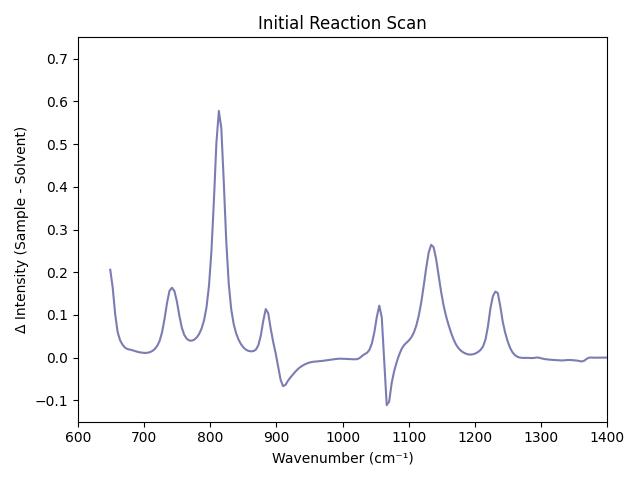 Initial Reaction Scan
Δ Intensity (Sample - Solvent)
0.7
0.6
0.5
0.4
0.3
0.2
0.1
0.0
−0.1
600 700 800 900 1000 1100 1200 1300 1400
Wavenumber (cm⁻¹)